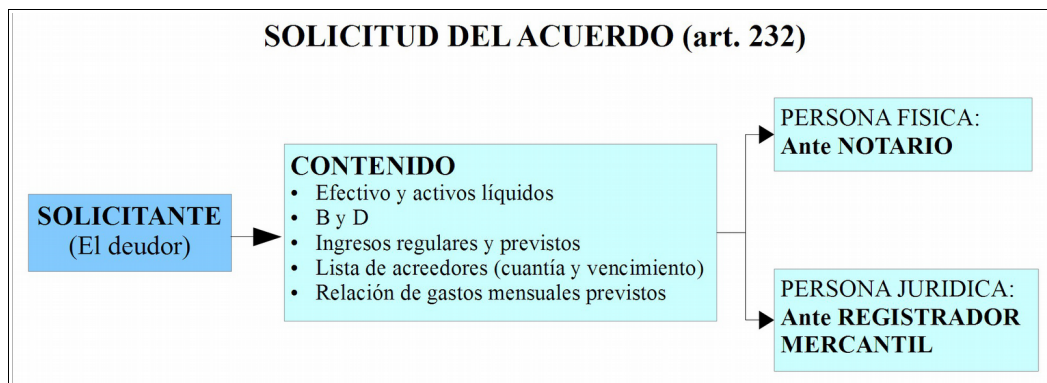 SOLICITUD DEL ACUERDO (art. 232)
SOLICITANTE
(El deudor)
CONTENIDO
• Efectivo y activos líquidos
• B y D
• Ingresos regulares y previstos
• Lista de acreedores (cuantía y vencimiento)
• Relación de gastos mensuales previstos
PERSONA FISICA:
Ante NOTARIO
PERSONA JURIDICA:
Ante REGISTRADOR
MERCANTIL